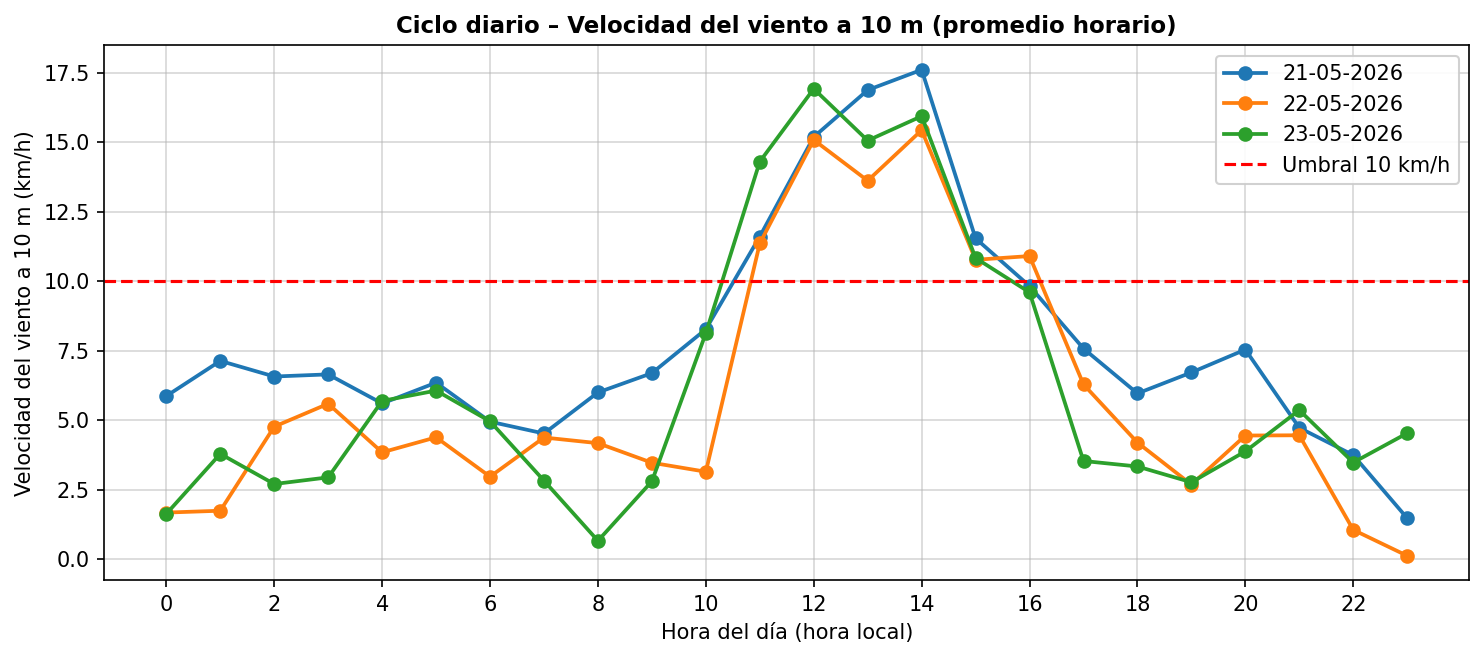 Ciclo diario – Velocidad del viento a 10 m (promedio horario)
Velocidad del viento a 10 m (km/h)
17.5
15.0
12.5
10.0
7.5
5.0
2.5
0.0
21-05-2026
22-05-2026
23-05-2026
Umbral 10 km/h
0 2 4 6 8 10 12 14 16 18 20 22
Hora del día (hora local)